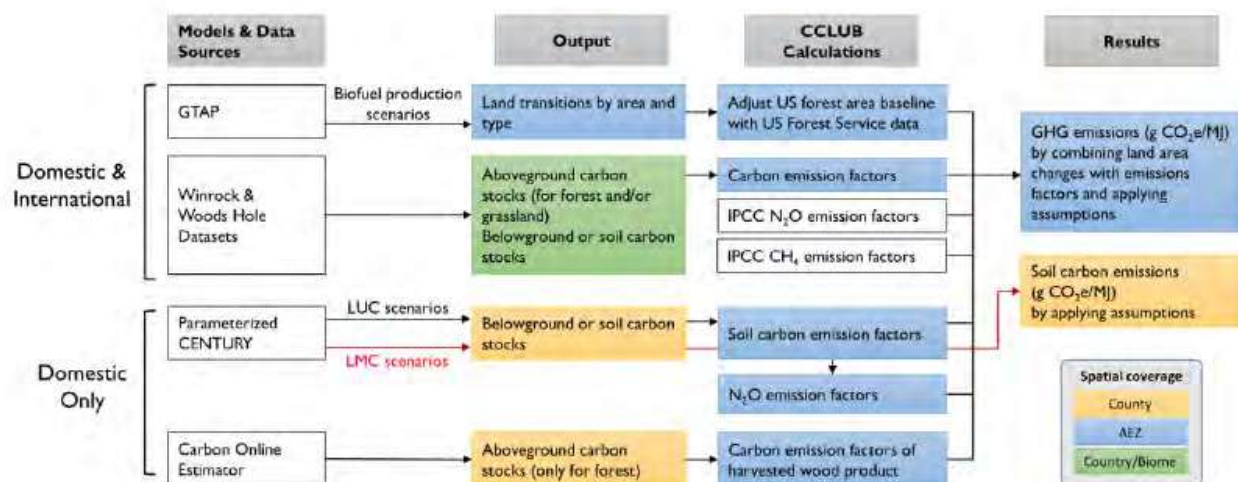 Models & Data
Sources
Output
CCLUB
Calculations
Results
Domestic &
International
GTAP
Biofuel production
scenarios
Land transitions by area and
type
Adjust US forest area baseline
with US Forest Service data
GHG emissions (g CO₂e/MJ)
by combining land area
changes with emissions
factors and applying
assumptions
Winrock &
Woods Hole
Datasets
Aboveground carbon
stocks (for forest and/or
grassland)
Belowground or soil carbon
stocks
Carbon emission factors
IPCC N₂O emission factors
IPCC CH₄ emission factors
Soil carbon emissions
(g CO₂e/MJ)
by applying assumptions
Domestic
Only
Parameterized
CENTURY
LUC scenarios
LMC scenarios
Belowground or soil carbon
stocks
Soil carbon emission factors
N₂O emission factors
Carbon Online
Estimator
Aboveground carbon
stocks (only for forest)
Carbon emission factors of
harvested wood product
Spatial coverage
County
AEZ
Country/Biome